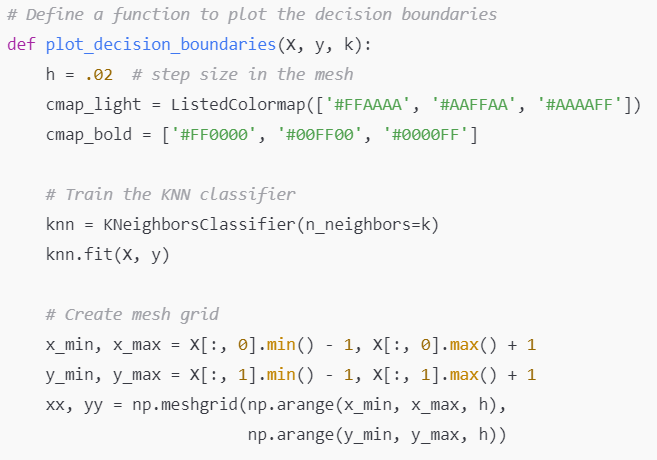 # Define a function to plot the decision boundaries
def plot_decision_boundaries(X, y, k):
    h = .02  # step size in the mesh
    cmap_light = ListedColormap(['#FFAAAA', '#AAFFAA', '#AAAAFF'])
    cmap_bold = ['#FF0000', '#00FF00', '#0000FF']
    # Train the KNN classifier
    knn = KNeighborsClassifier(n_neighbors=k)
    knn.fit(X, y)
    # Create mesh grid
    x_min, x_max = X[:, 0].min() - 1, X[:, 0].max() + 1
    y_min, y_max = X[:, 1].min() - 1, X[:, 1].max() + 1
    xx, yy = np.meshgrid(np.arange(x_min, x_max, h),
                         np.arange(y_min, y_max, h))